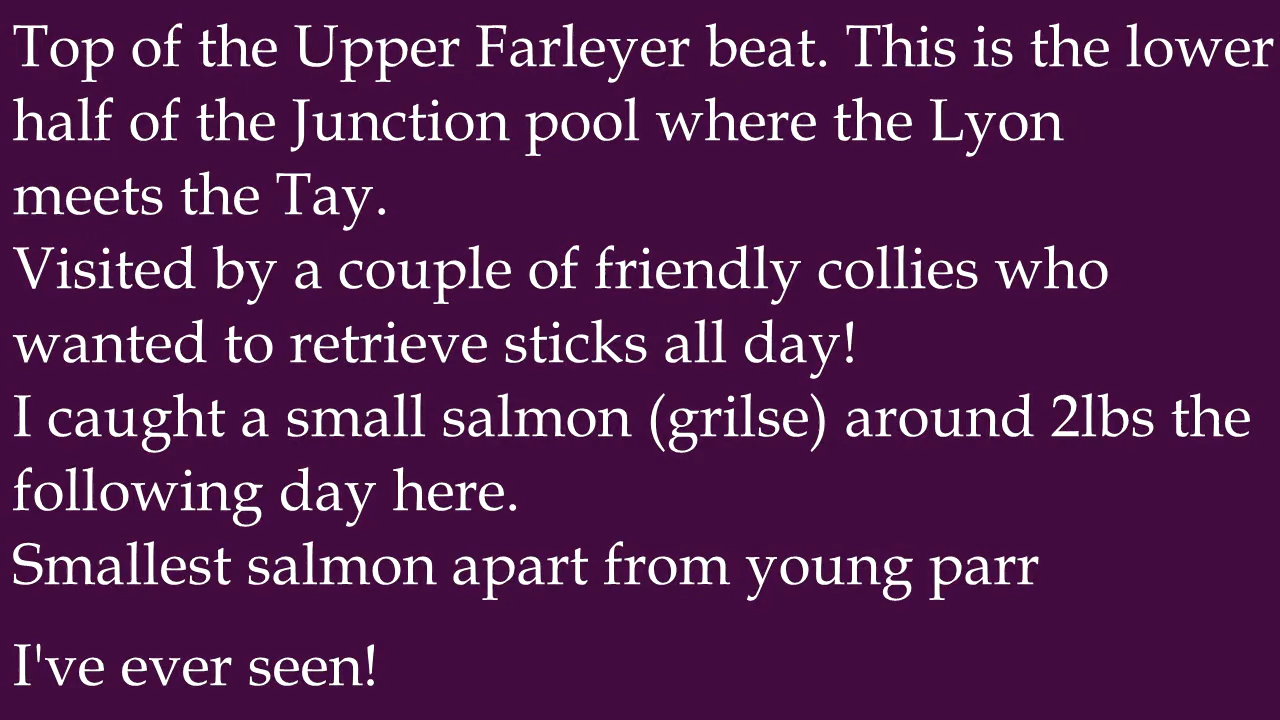 Top of the Upper Farleyer beat. This is the lower
half of the Junction pool where the Lyon
meets the Tay.
Visited by a couple of friendly collies who
wanted to retrieve sticks all day!
I caught a small salmon (grilse) around 2lbs the
following day here.
Smallest salmon apart from young parr
I've ever seen!